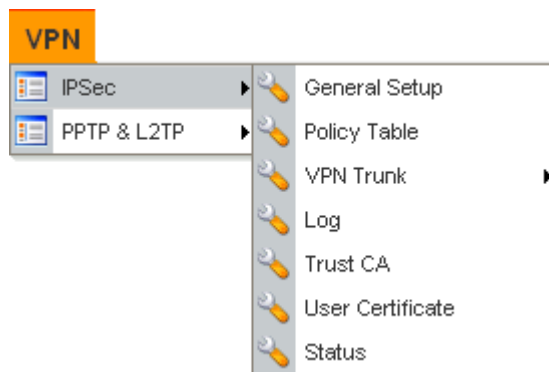 VPN
IPSec
PPTP & L2TP
General Setup
Policy Table
VPN Trunk
Log
Trust CA
User Certificate
Status